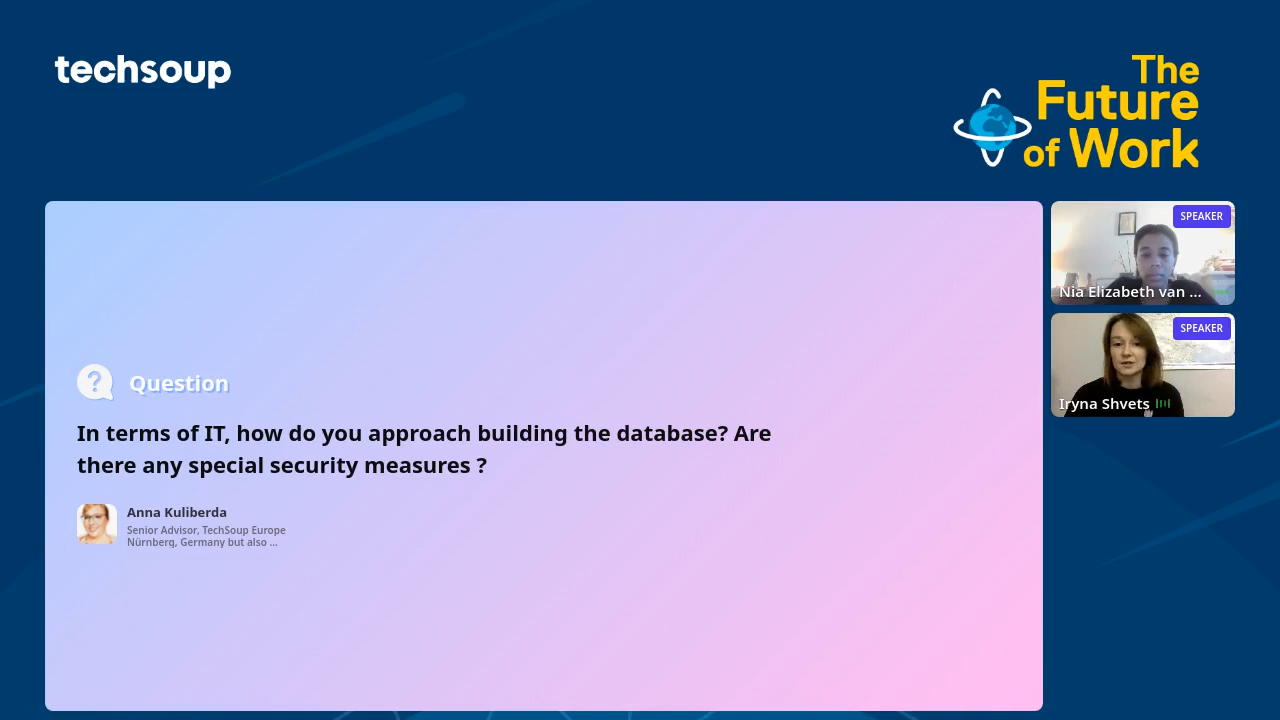 techsoup
The
Future
of Work
Question
In terms of IT, how do you approach building the database? Are
there any special security measures ?
Anna Kuliberda
Senior Advisor, TechSoup Europe
Nürnberg, Germany but also ...
SPEAKER
Nia Elizabeth van ...
SPEAKER
Iryna Shvets